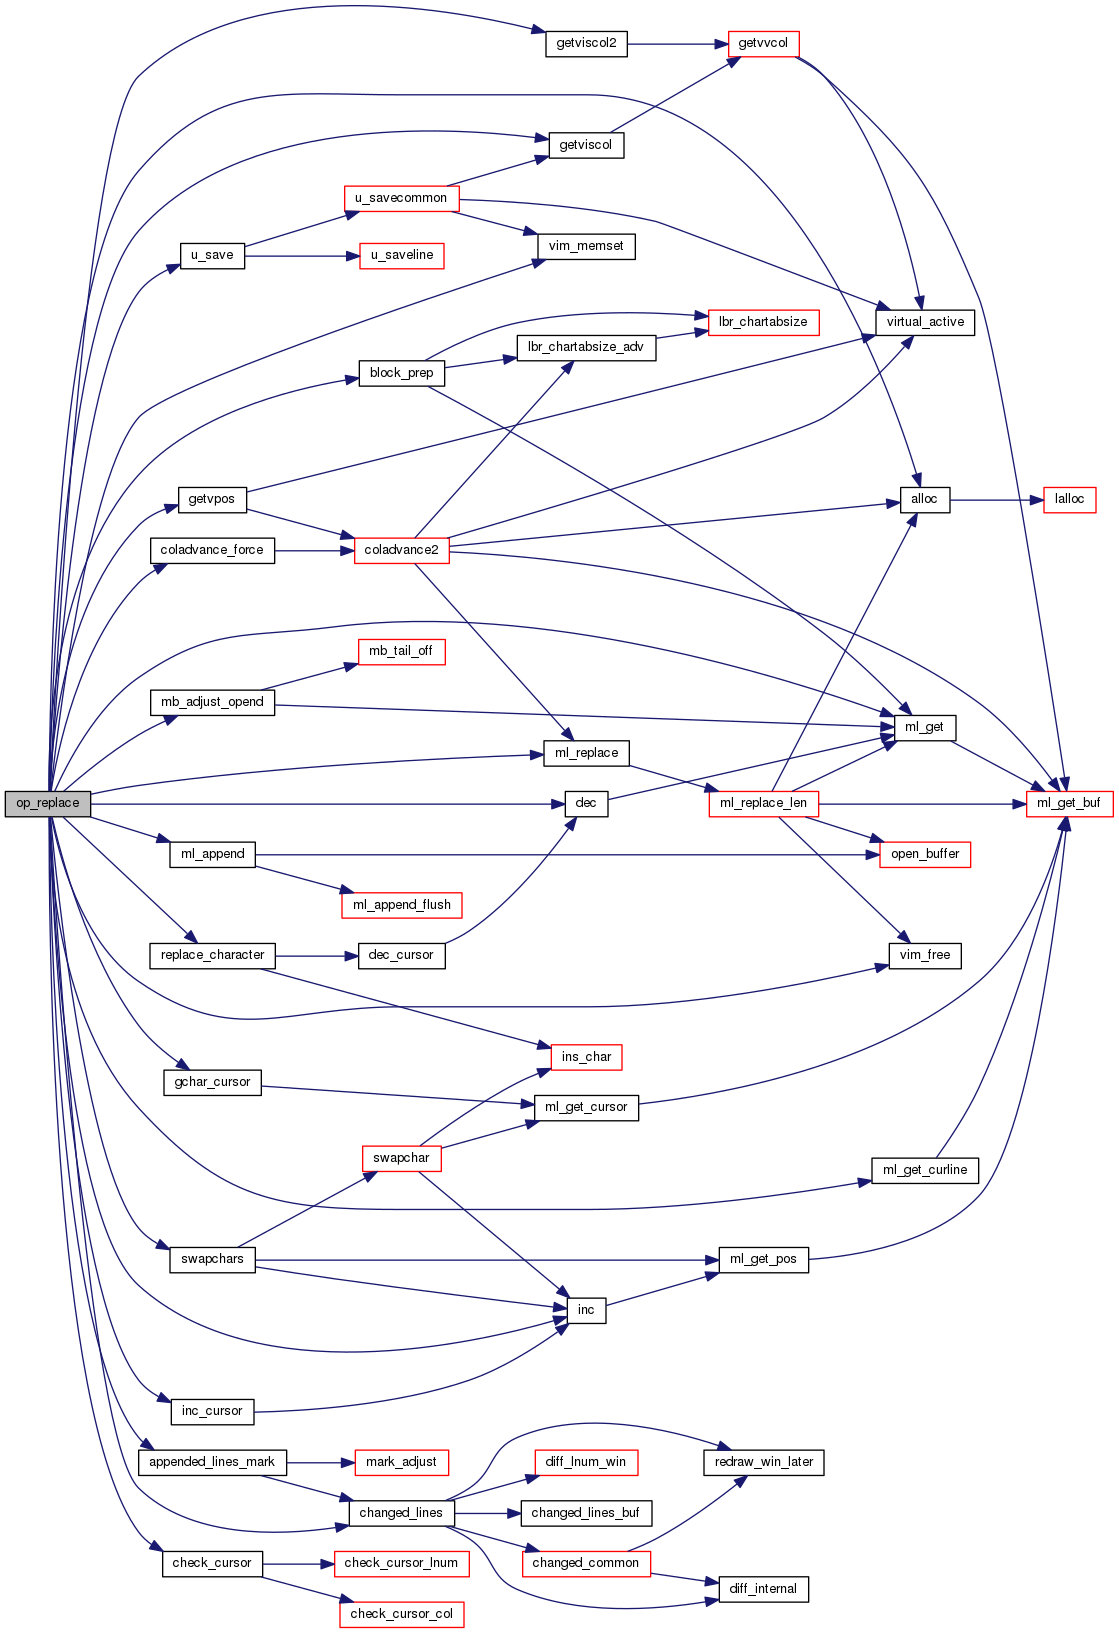 getviscol2
getvvcol
getviscol
u_savecommon
vim_memset
u_save
u_saveline
lbr_chartabsize
virtual_active
lbr_chartabsize_adv
block_prep
getvpos
alloc
lalloc
coladvance_force
coladvance2
mb_tail_off
mb_adjust_opend
ml_get
ml_replace
op_replace
dec
ml_replace_len
ml_get_buf
ml_append
open_buffer
ml_append_flush
replace_character
dec_cursor
vim_free
ins_char
gchar_cursor
ml_get_cursor
swapchar
ml_get_curline
swapchars
ml_get_pos
inc
inc_cursor
appended_lines_mark
mark_adjust
diff_lnum_win
redraw_win_later
changed_lines
changed_lines_buf
check_cursor
check_cursor_lnum
changed_common
diff_internal
check_cursor_col